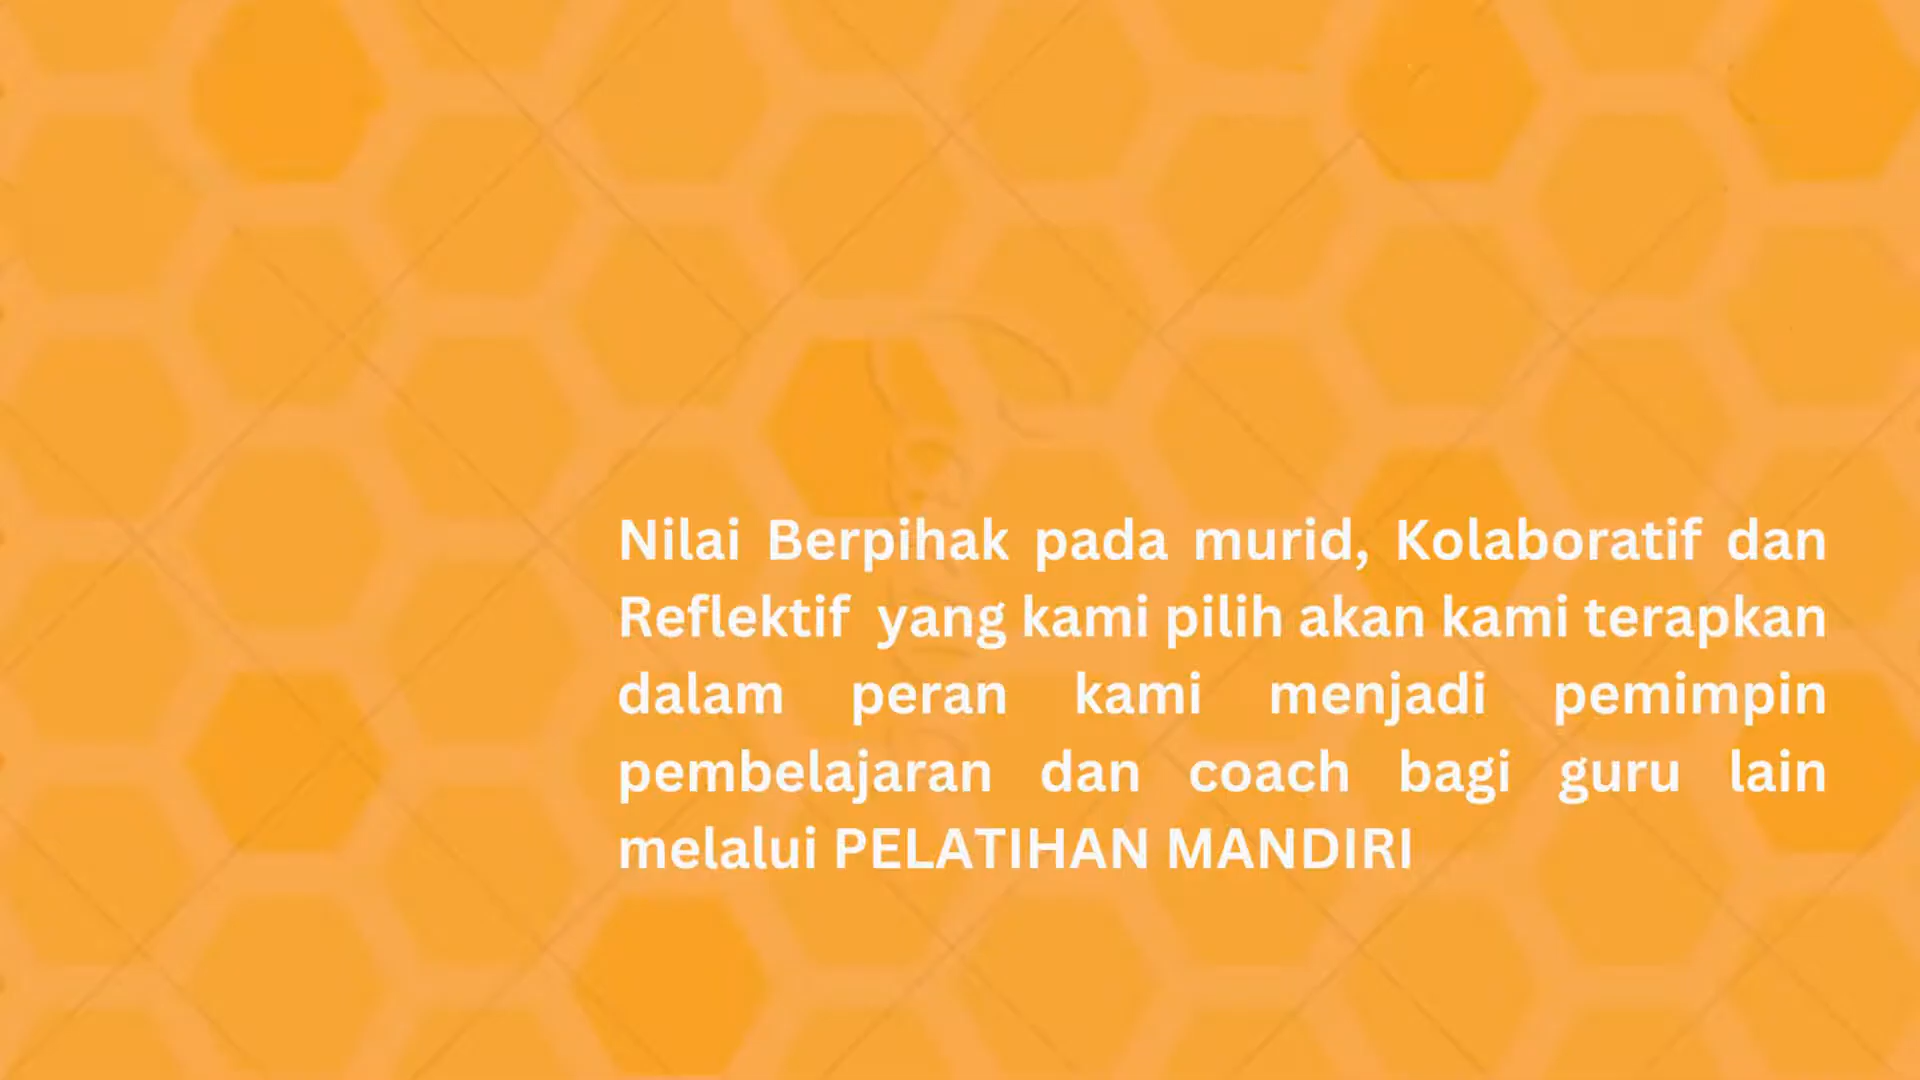 Nilai Berpihak pada murid, Kolaboratif dan
Reflektif yang kami pilih akan kami terapkan
dalam peran kami menjadi pemimpin
pembelajaran dan coach bagi guru lain
melalui PELATIHAN MANDIRI